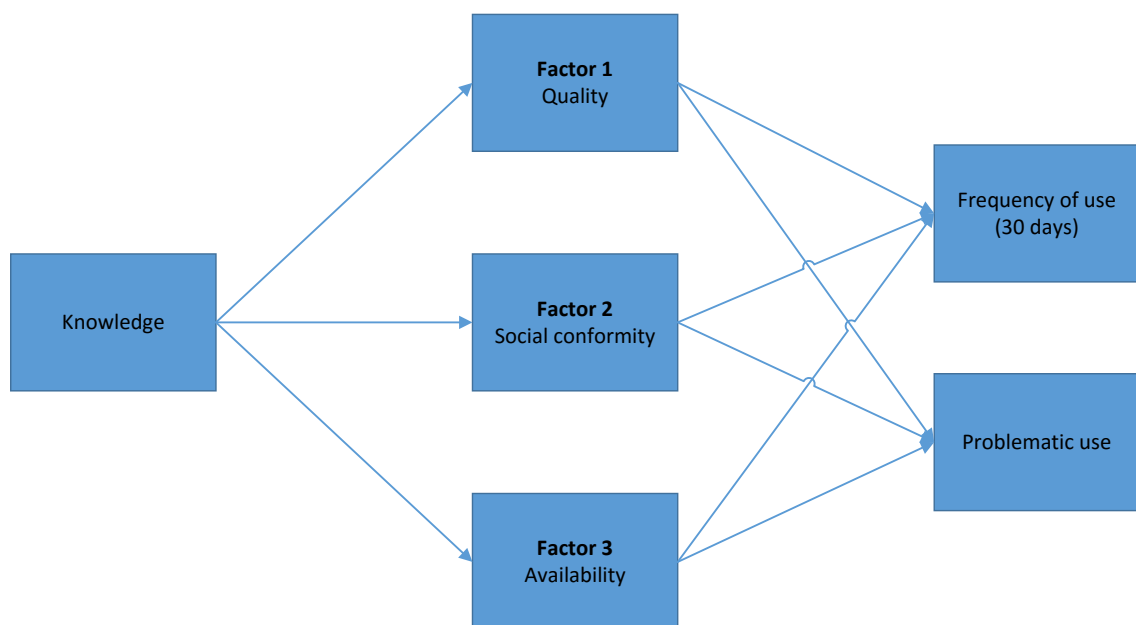 Knowledge
Factor 1
Quality
Factor 2
Social conformity
Factor 3
Availability
Frequency of use
(30 days)
Problematic use